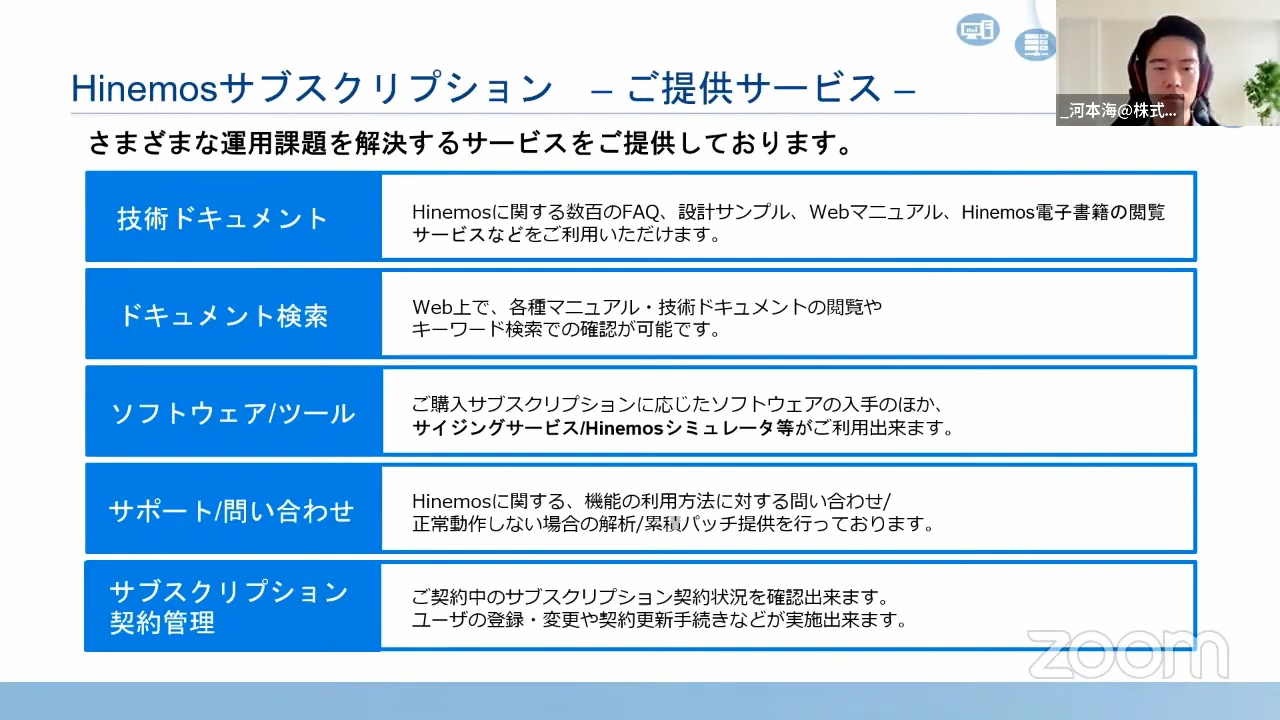 Hinemosサブスクリプション – ご提供サービス –
_河本海@株式...
さまざまな運用課題を解決するサービスをご提供しております。
技術ドキュメント
Hinemosに関する数百のFAQ、設計サンプル、Webマニュアル、Hinemos電子書籍の閲覧
サービスなどをご利用いただけます。
ドキュメント検索
Web上で、各種マニュアル・技術ドキュメントの閲覧や
キーワード検索での確認が可能です。
ソフトウェア/ツール
ご購入サブスクリプションに応じたソフトウェアの入手のほか、
サイジングサービス/Hinemosシミュレータ等がご利用出来ます。
サポート/問い合わせ
Hinemosに関する、機能の利用方法に対する問い合わせ/
正常動作しない場合の解析/累積パッチ提供を行っております。
サブスクリプション
契約管理
ご契約中のサブスクリプション契約状況を確認出来ます。
ユーザの登録・変更や契約更新手続きなどが実施出来ます。
zoom